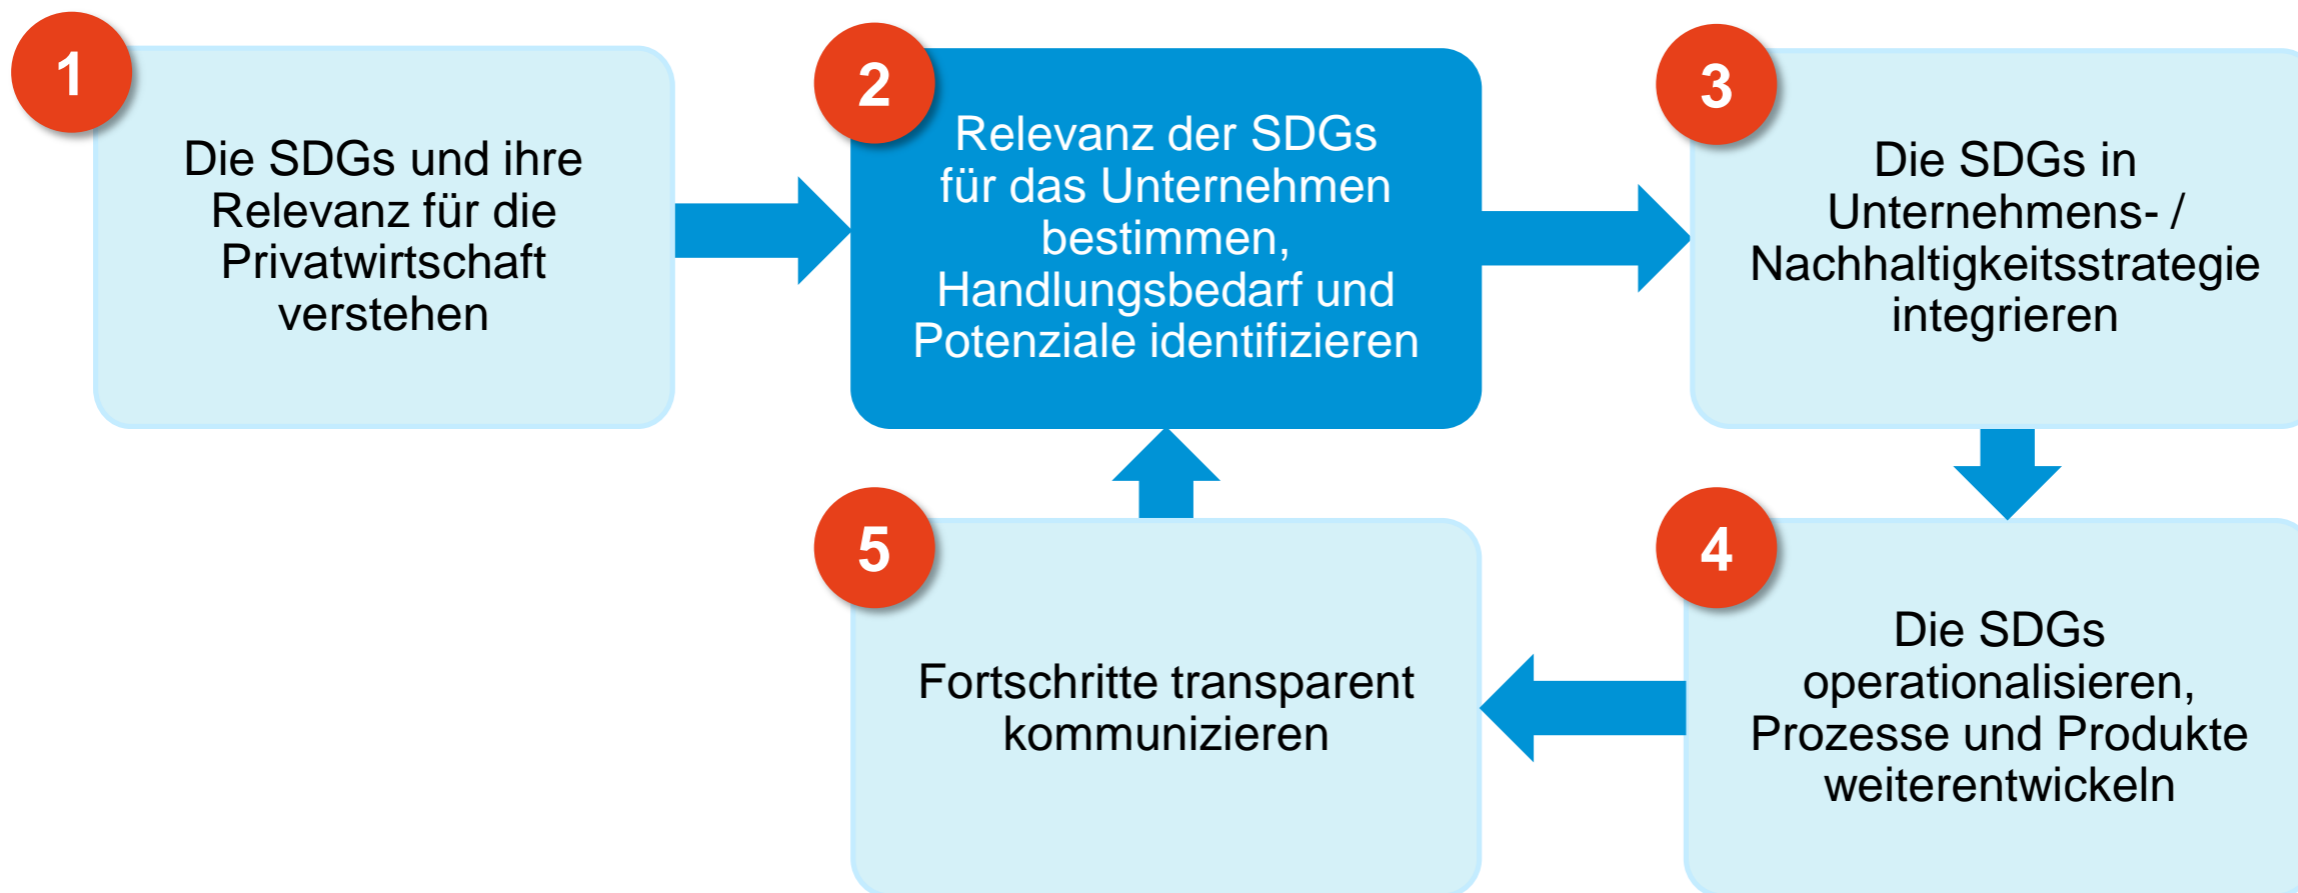 1
Die SDGs und ihre
Relevanz für die
Privatwirtschaft
verstehen
2
Relevanz der SDGs
für das Unternehmen
bestimmen,
Handlungsbedarf und
Potenziale identifizieren
3
Die SDGs in
Unternehmens- /
Nachhaltigkeitsstrategie
integrieren
4
Die SDGs
operationalisieren,
Prozesse und Produkte
weiterentwickeln
5
Fortschritte transparent
kommunizieren